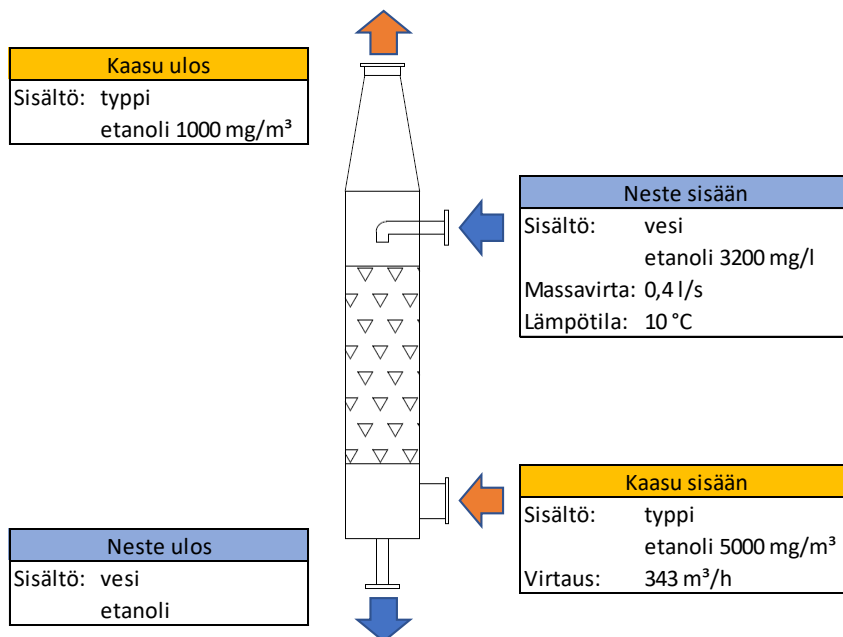 Kaasu ulos
Sisältö: typpi
etanoli 1000 mg/m³
Neste sisään
Sisältö: vesi
etanoli 3200 mg/l
Massavirta: 0,4 l/s
Lämpötila: 10 °C
Kaasu sisään
Sisältö: typpi
etanoli 5000 mg/m³
Virtaus: 343 m³/h
Neste ulos
Sisältö: vesi
etanoli